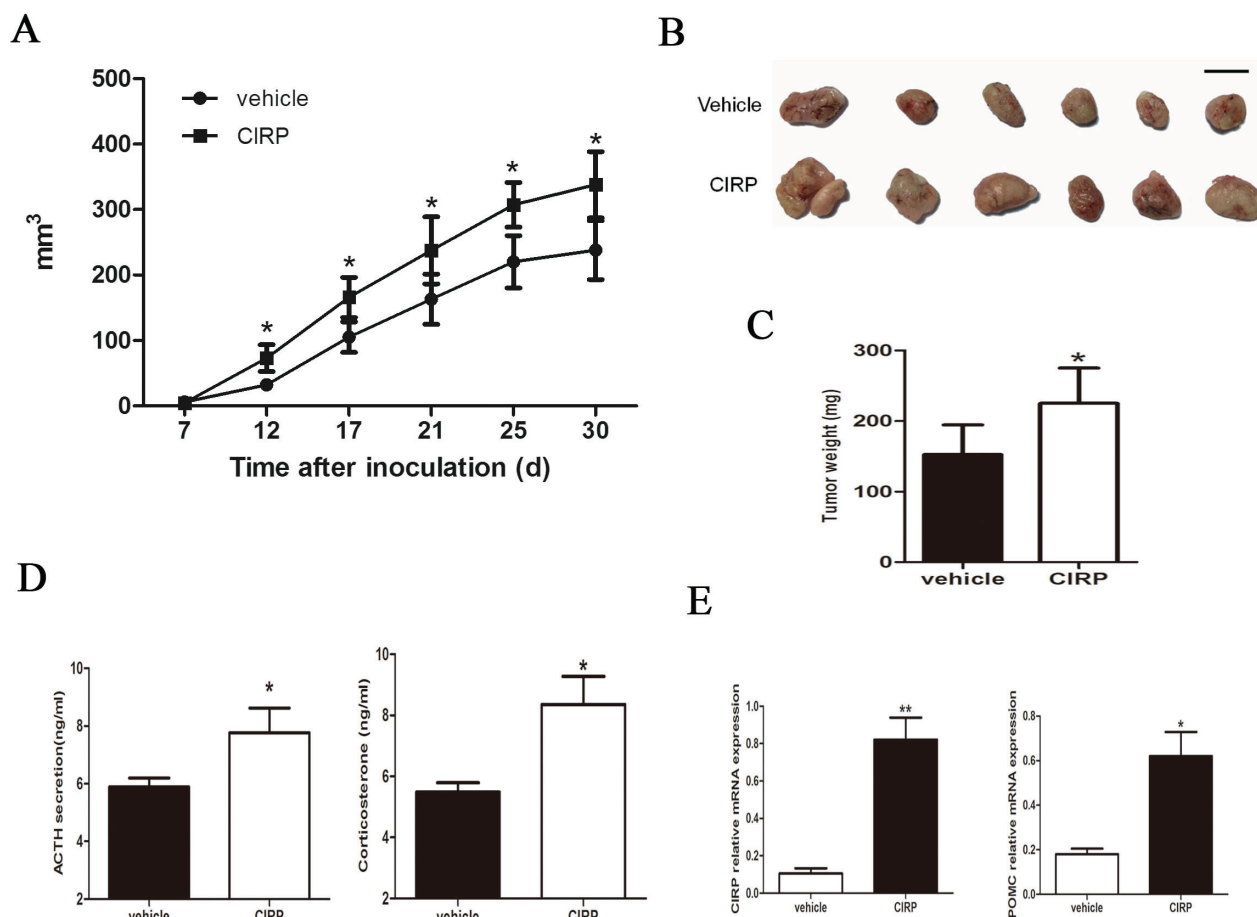 A
500
400
300
200
100
0
mm3
vehicle
CIRP
*
*
*
*
*
*
7 12 17 21 25 30
Time after inoculation (d)
B
Vehicle
CIRP
C
300
200
100
0
Tumor weight (mg)
*
vehicle CIRP
D
10
8
6
4
2
ACTH secretion(ng/ml)
*
vehicle CIRP
10
8
6
4
2
Corticosterone (ng/ml)
*
vehicle CIRP
E
1.0
0.8
0.6
0.4
0.2
0.0
CIRP relative mRNA expression
**
vehicle CIRP
0.8
0.6
0.4
0.2
0.0
POMC relative mRNA expression
*
vehicle CIRP